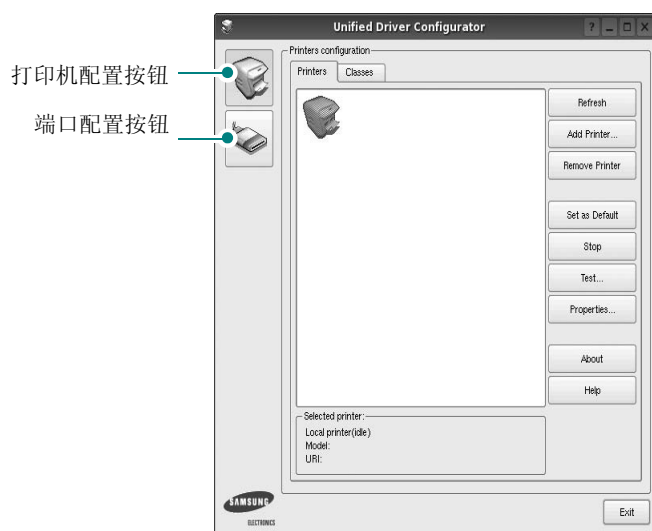 Unified Driver Configurator
打印机配置按钮
端口配置按钮
Printers configuration
Printers Classes
Refresh
Add Printer...
Remove Printer
Set as Default
Stop
Test...
Properties...
About
Help
Selected printer:
Local printer(idle)
Model:
URI:
SAMSUNG
ELECTRONICS
Exit